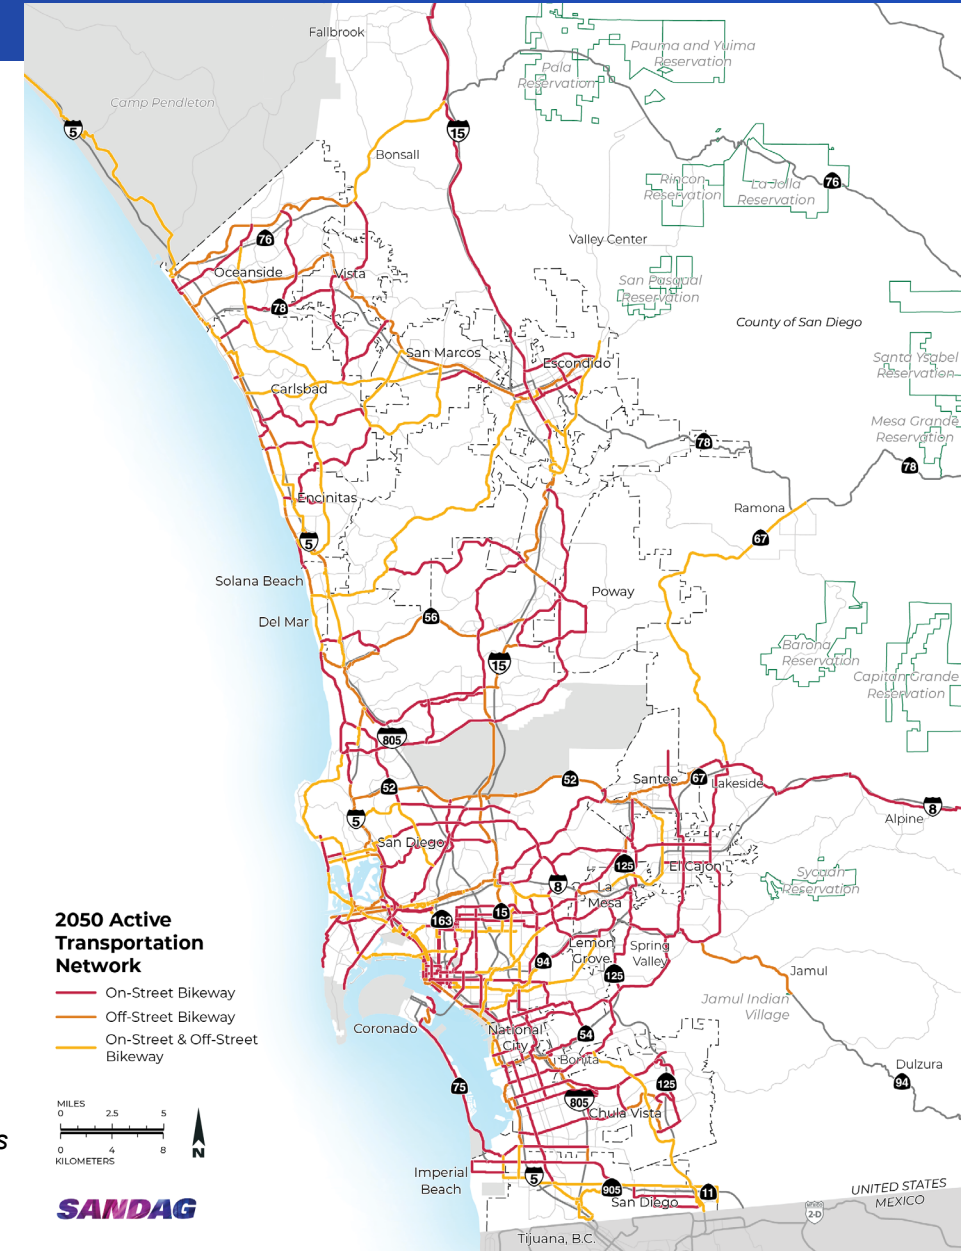 Fallbrook
Pauma and Yuima
Reservation
Pala
Reservation
Camp Pendleton
5
15
Bonsall
Rincon
Reservation
La Jolla
Reservation
76
76
Valley Center
Oceanside
Vista
San Pasqual
Reservation
78
County of San Diego
San Marcos
Escondido
Santa Ysabel
Reservation
Carlsbad
Mesa Grande
Reservation
78
78
Encinitas
Ramona
5
67
Solana Beach
Poway
56
Del Mar
15
Barona
Reservation
Capitan Grande
Reservation
805
52
52
Santee
67
Lakeside
8
Alpine
5
San Diego
125
El Cajon
8
Sycuan
Reservation
La
Mesa
163
15
2050 Active
Transportation
Network
On-Street Bikeway
Off-Street Bikeway
On-Street & Off-Street
Bikeway
94
Lemon
Grove
Spring
Valley
125
Jamul
Jamul Indian
Village
Coronado
National
City
54
Bonita
Dulzura
94
75
125
805
Chula Vista
MILES
0 2.5 5
0 4 8
KILOMETERS
N
s
Imperial
Beach
5
905
11
San Diego
UNITED STATES
MEXICO
2-D
SANDAG
Tijuana, B.C.